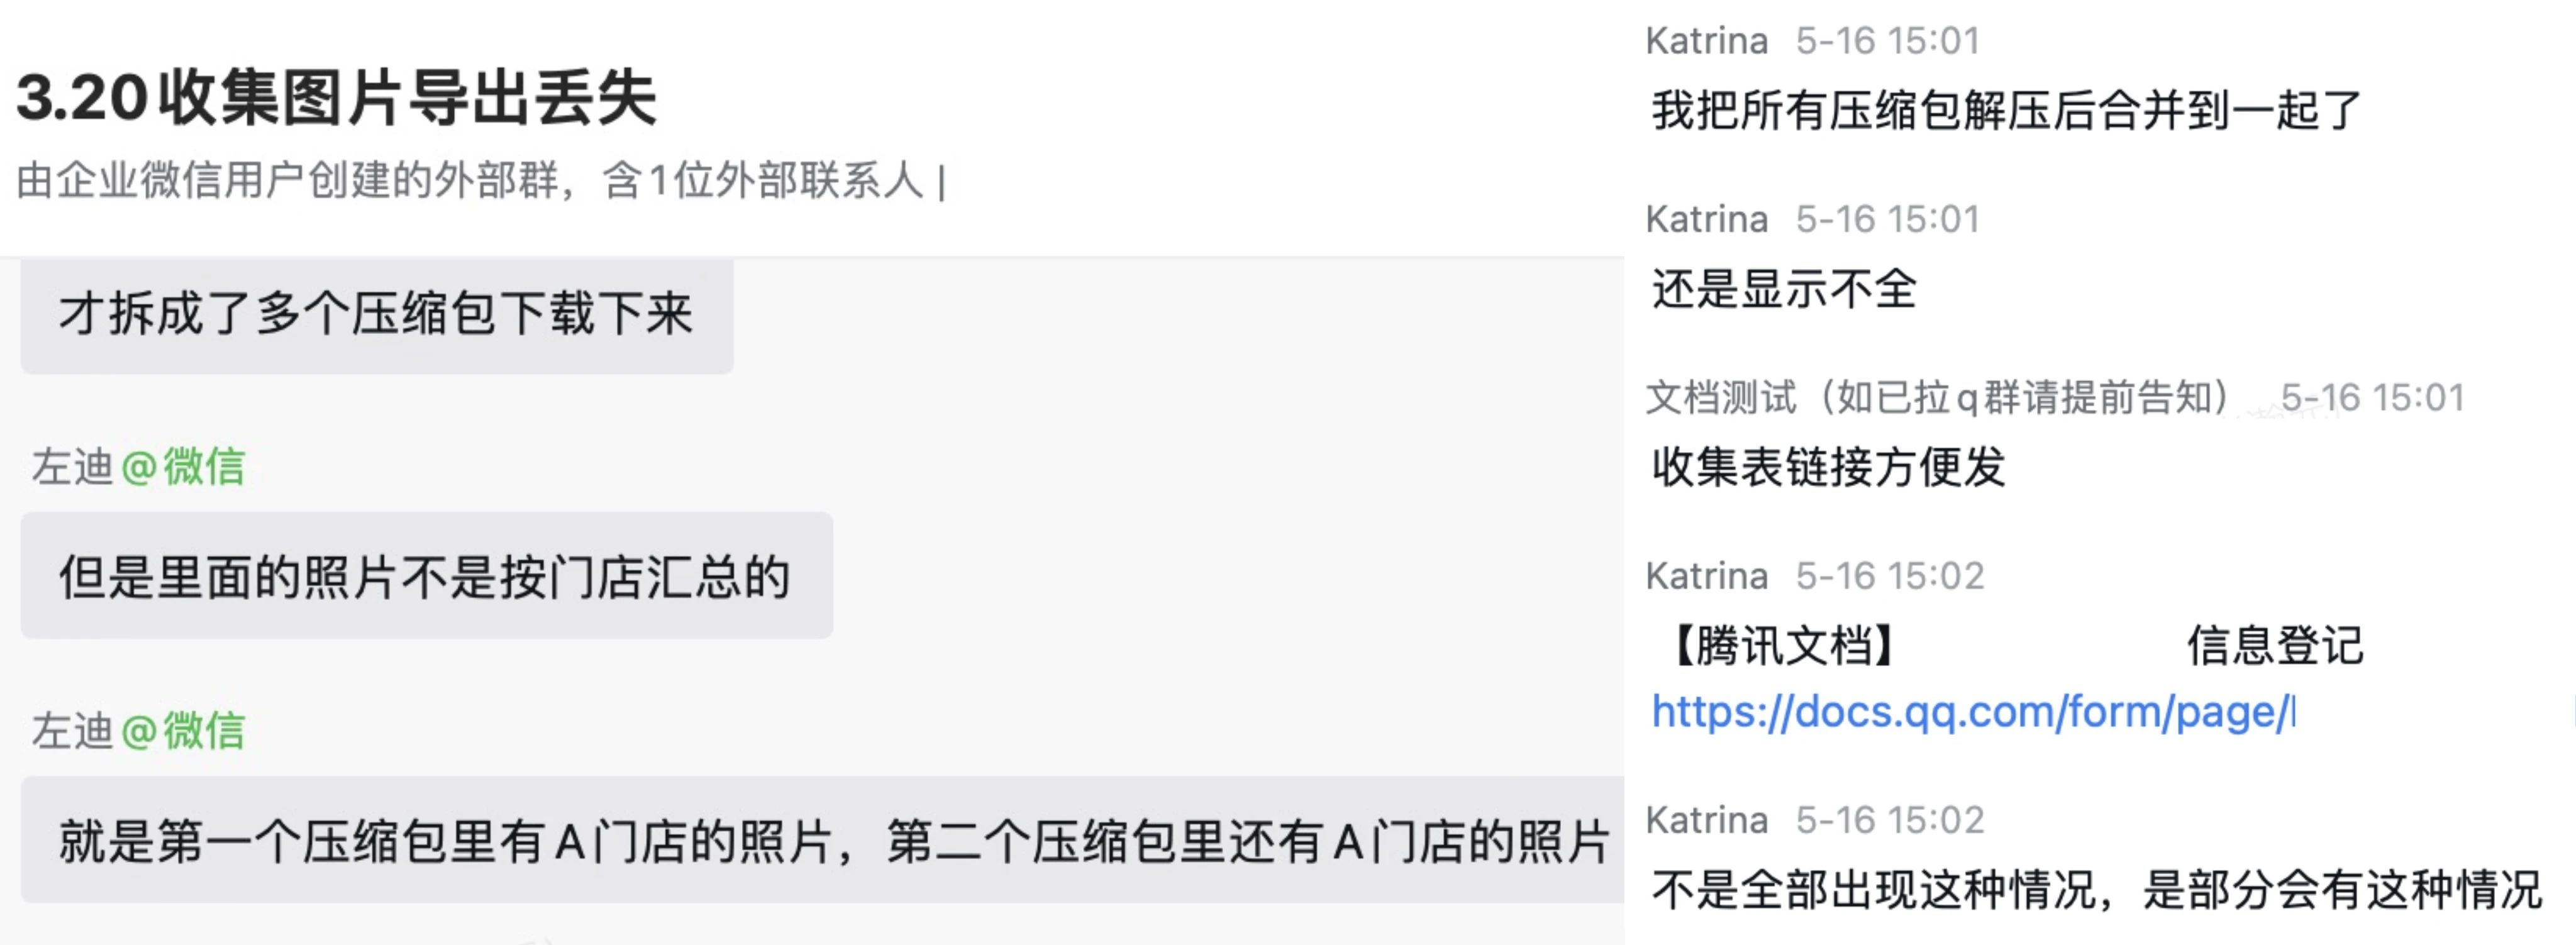 3.20收集图片导出丢失
由企业微信用户创建的外部群，含1位外部联系人 |
才拆成了多个压缩包下载下来
左迪@微信
但是里面的照片不是按门店汇总的
左迪@微信
就是第一个压缩包里有A门店的照片，第二个压缩包里还有A门店的照片
Katrina 5-16 15:01
我把所有压缩包解压后合并到一起了
Katrina 5-16 15:01
还是显示不全
文档测试（如已拉q群请提前告知） 5-16 15:01
收集表链接方便发
Katrina 5-16 15:02
【腾讯文档】 信息登记
https://docs.qq.com/form/page/
Katrina 5-16 15:02
不是全部出现这种情况，是部分会有这种情况